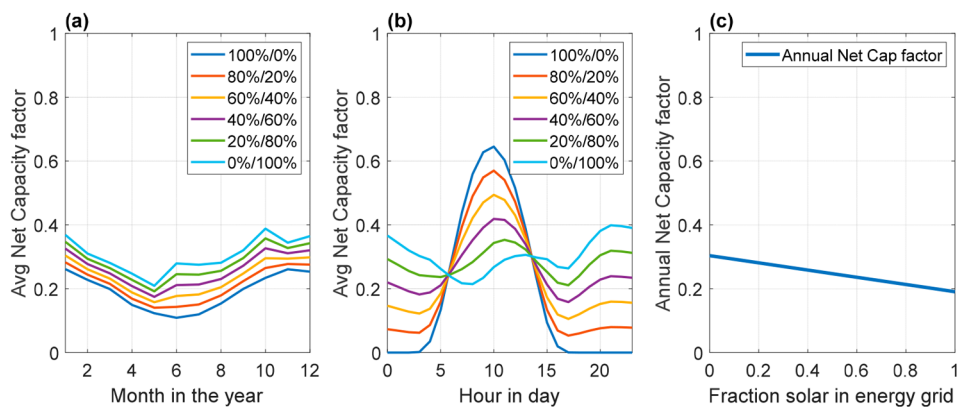 (a)
1
0.8
0.6
0.4
0.2
0
Avg Net Capacity factor
100%/0%
80%/20%
60%/40%
40%/60%
20%/80%
0%/100%
2 4 6 8 10 12
Month in the year
(b)
1
0.8
0.6
0.4
0.2
0
Avg Net Capacity factor
100%/0%
80%/20%
60%/40%
40%/60%
20%/80%
0%/100%
0 5 10 15 20
Hour in day
(c)
1
0.8
0.6
0.4
0.2
0
Annual Net Capacity factor
Annual Net Cap factor
0 0.2 0.4 0.6 0.8 1
Fraction solar in energy grid